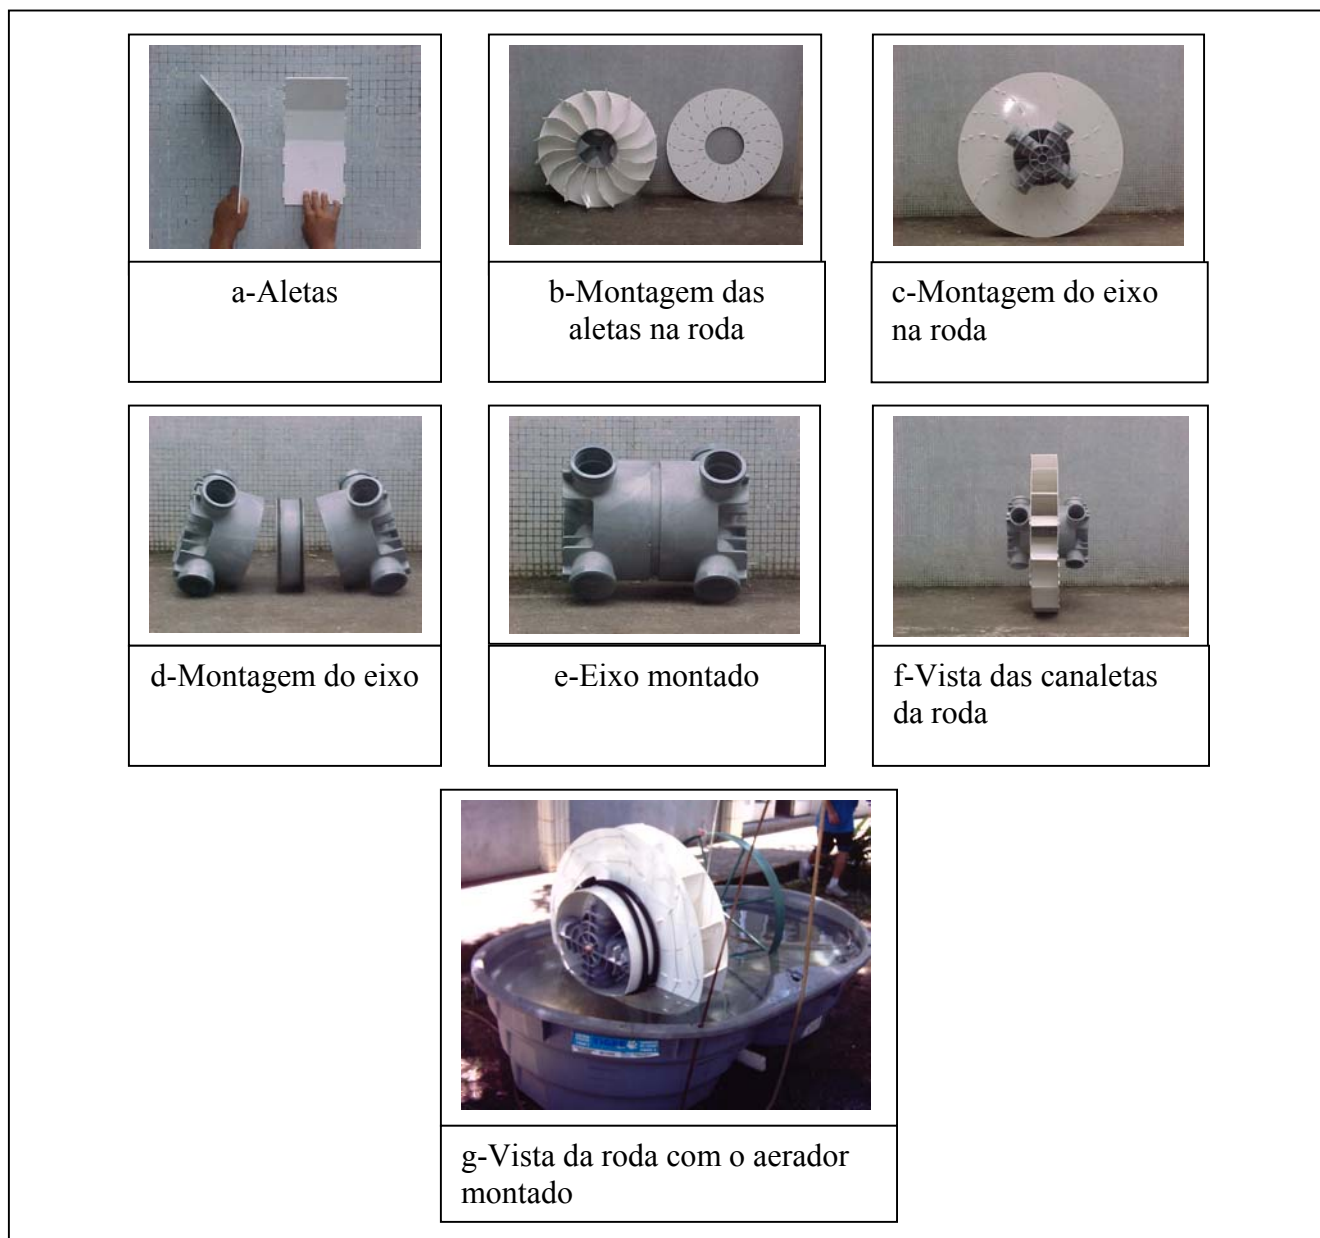 a-Aletas
b-Montagem das
aletas na roda
c-Montagem do eixo
na roda
d-Montagem do eixo
e-Eixo montado
f-Vista das canaletas
da roda
g-Vista da roda com o aerador
montado